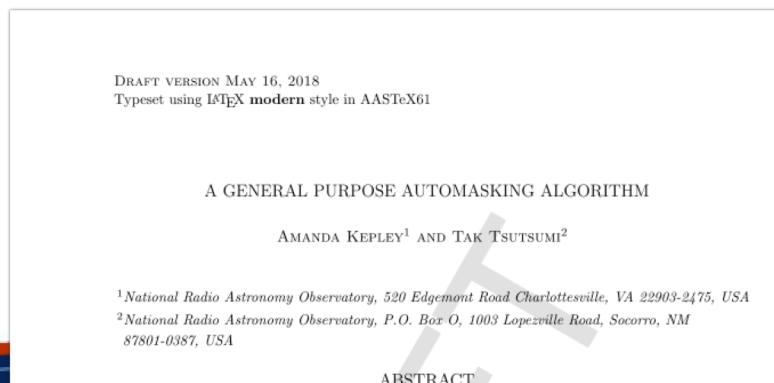 DRAFT VERSION MAY 16, 2018
Typeset using LATEX modern style in AASTeX61
A GENERAL PURPOSE AUTOMASKING ALGORITHM
AMANDA KEPLEY¹ AND TAK TSUTSUMI²
¹National Radio Astronomy Observatory, 520 Edgemont Road Charlottesville, VA 22903-2475, USA
²National Radio Astronomy Observatory, P.O. Box O, 1003 Lopezville Road, Socorro, NM
87801-0387, USA
ABSTRACT